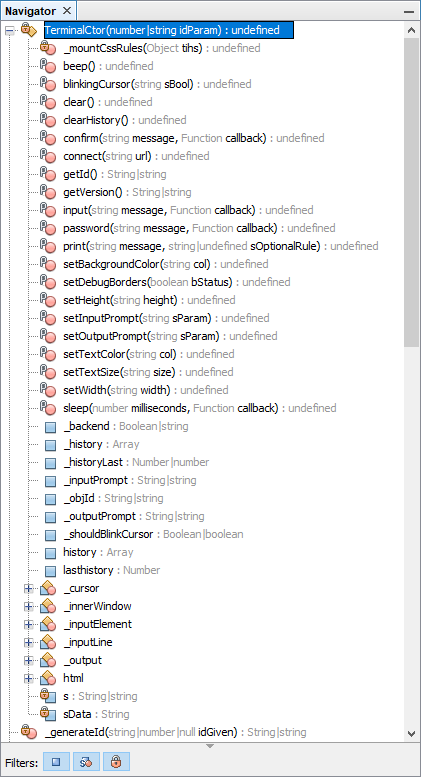 Navigator
TerminalCtor(number|string idParam) : undefined
_mountCssRules(Object tihs) : undefined
beep() : undefined
blinkingCursor(string sBool) : undefined
clear() : undefined
clearHistory() : undefined
confirm(string message, Function callback) : undefined
connect(string url) : undefined
getId() : String|string
getVersion() : String|string
input(string message, Function callback) : undefined
password(string message, Function callback) : undefined
print(string message, string|undefined sOptionalRule) : undefined
setBackgroundColor(string col) : undefined
setDebugBorders(boolean bStatus) : undefined
setHeight(string height) : undefined
setInputPrompt(string sParam) : undefined
setOutputPrompt(string sParam) : undefined
setTextColor(string col) : undefined
setTextSize(string size) : undefined
setWidth(string width) : undefined
sleep(number milliseconds, Function callback) : undefined
_backend : Boolean|string
_history : Array
_historyLast : Number|number
_inputPrompt : String|string
_objId : String|string
_outputPrompt : String|string
_shouldBlinkCursor : Boolean|boolean
history : Array
lasthistory : Number
_cursor
_innerWindow
_inputElement
_inputLine
_output
html
s : String|string
sData : String
_generateId(string|number|null idGiven) : String|string
Filters: